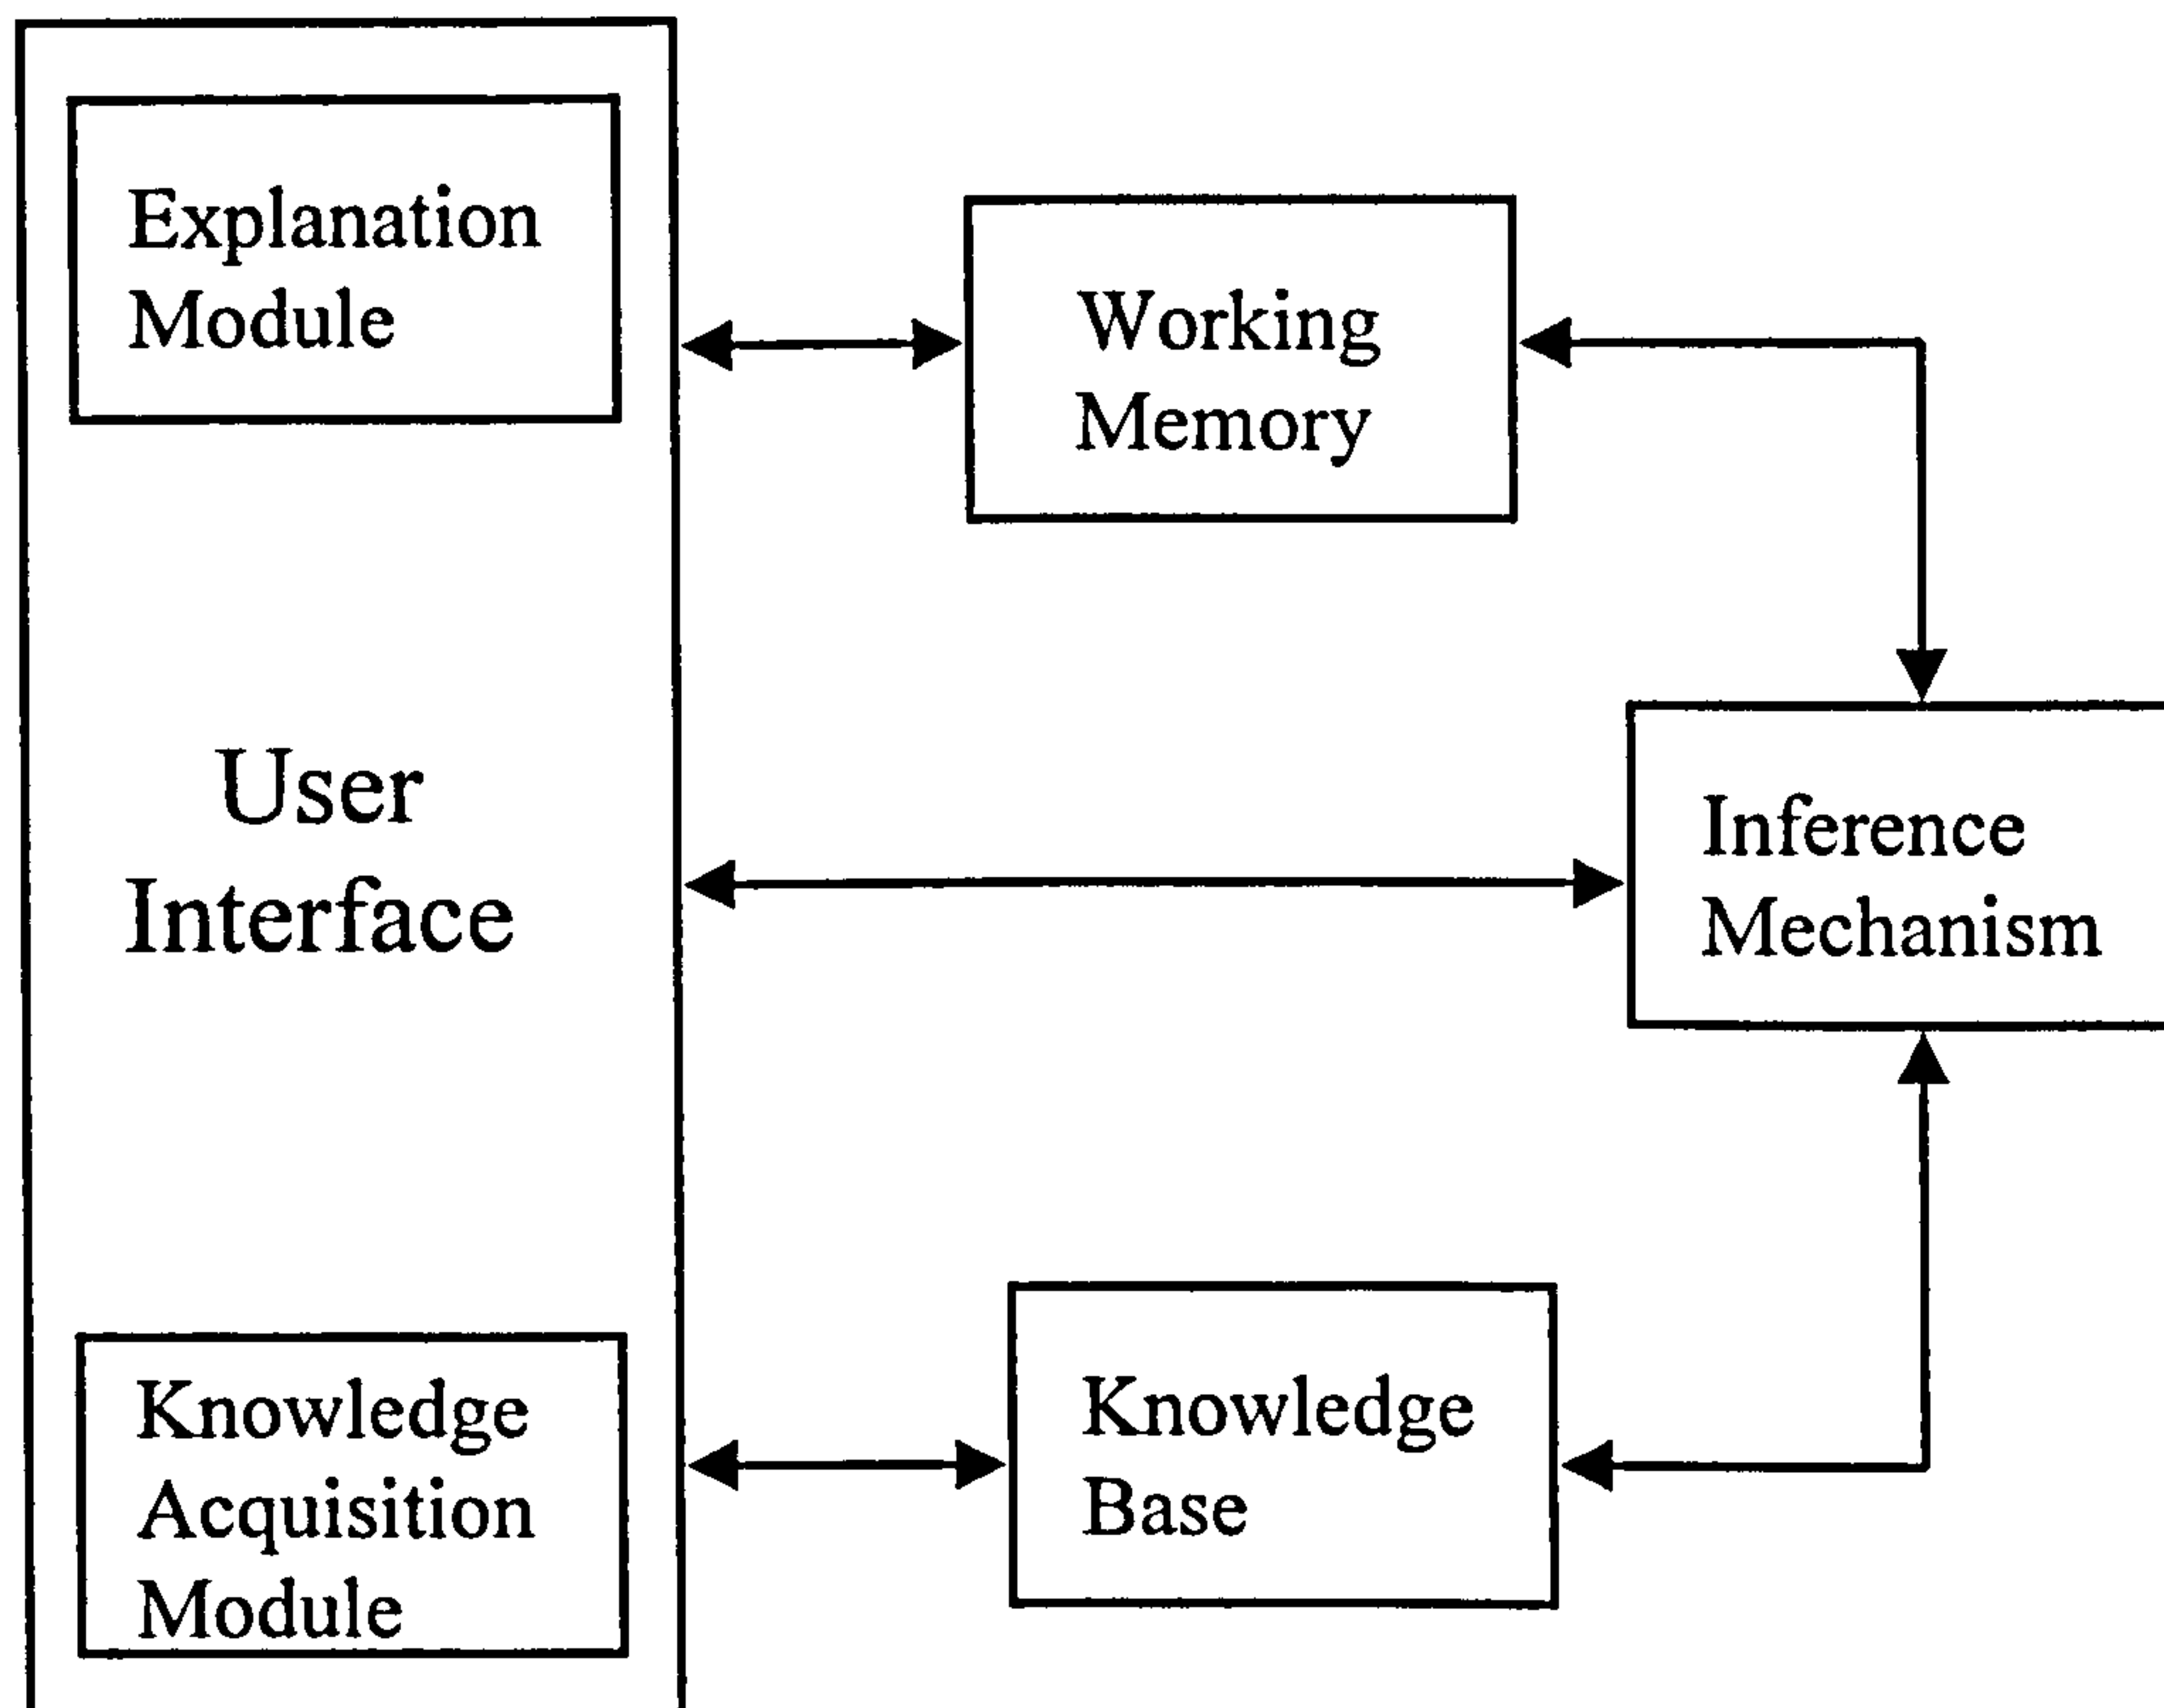 Explanation
Module
Working
Memory
User
Interface
Inference
Mechanism
Knowledge
Acquisition
Module
Knowledge
Base